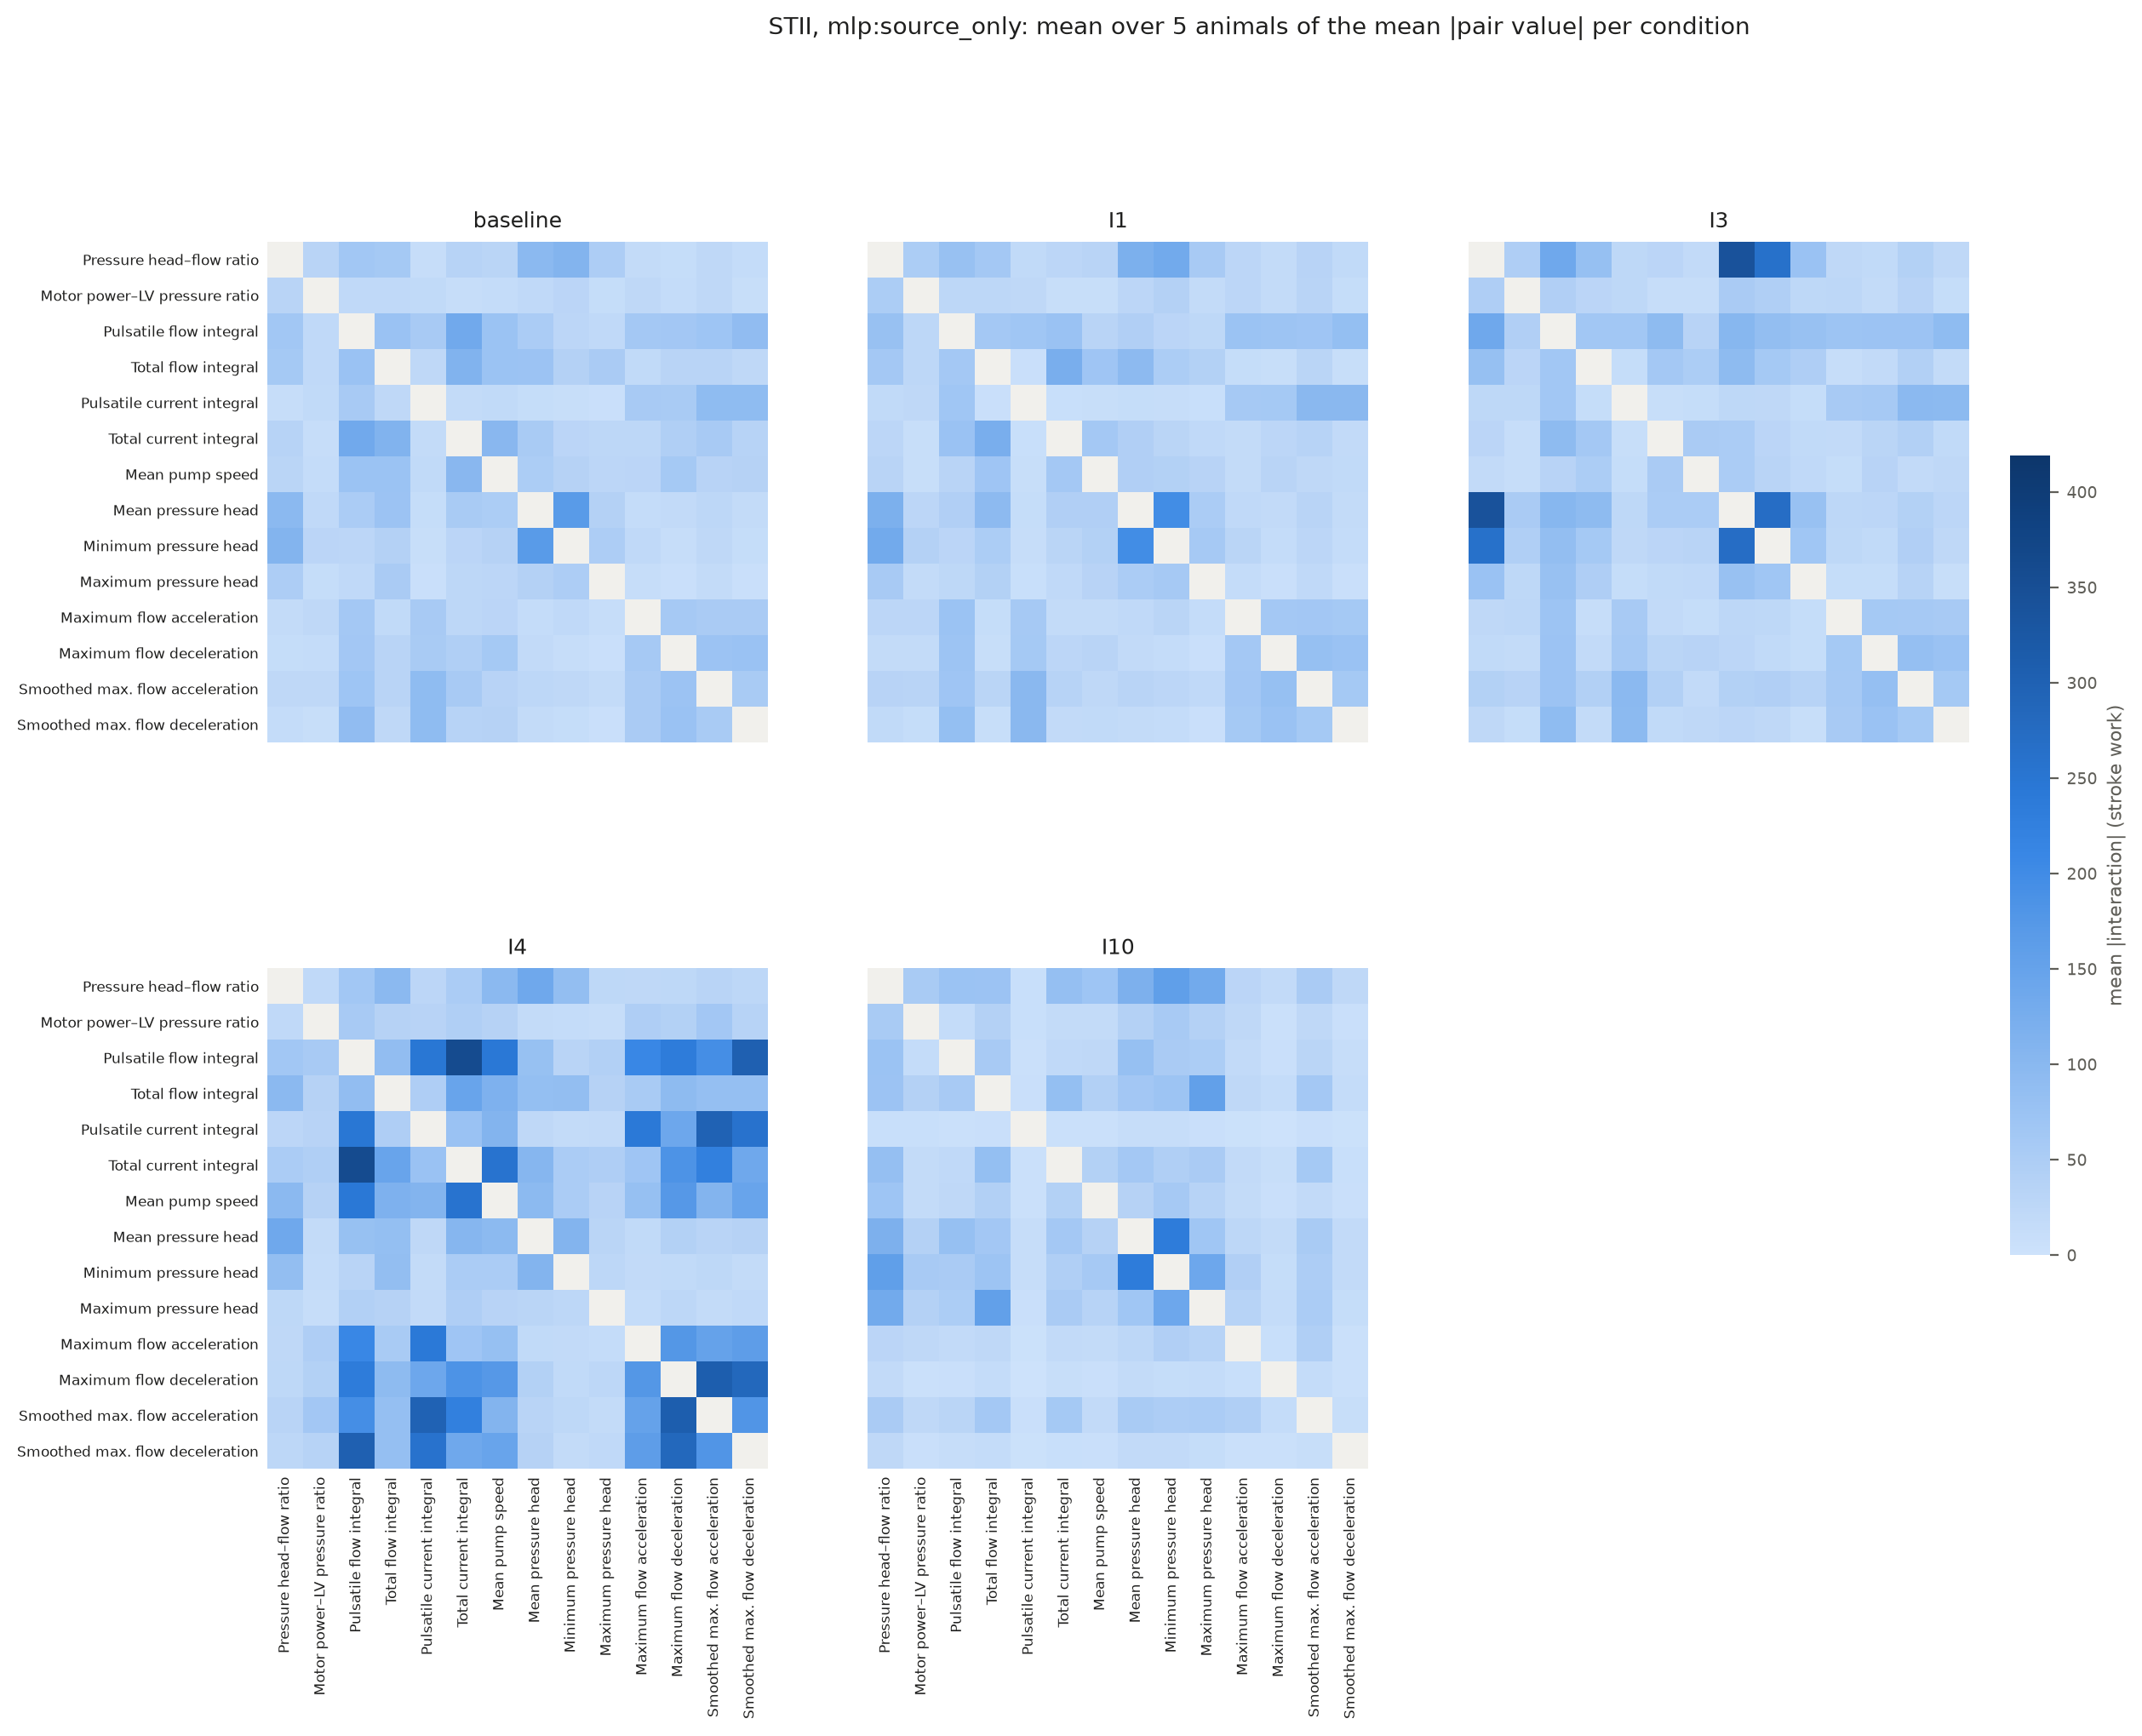 STII, mlp:source_only: mean over 5 animals of the mean |pair value| per condition
baseline
I1
I3
Pressure head–flow ratio
Motor power–LV pressure ratio
Pulsatile flow integral
Total flow integral
Pulsatile current integral
Total current integral
Mean pump speed
Mean pressure head
Minimum pressure head
Maximum pressure head
Maximum flow acceleration
Maximum flow deceleration
Smoothed max. flow acceleration
Smoothed max. flow deceleration
I4
I10
Pressure head–flow ratio
Motor power–LV pressure ratio
Pulsatile flow integral
Total flow integral
Pulsatile current integral
Total current integral
Mean pump speed
Mean pressure head
Minimum pressure head
Maximum pressure head
Maximum flow acceleration
Maximum flow deceleration
Smoothed max. flow acceleration
Smoothed max. flow deceleration
Pressure head–flow ratio
Motor power–LV pressure ratio
Pulsatile flow integral
Total flow integral
Pulsatile current integral
Total current integral
Mean pump speed
Mean pressure head
Minimum pressure head
Maximum pressure head
Maximum flow acceleration
Maximum flow deceleration
Smoothed max. flow acceleration
Smoothed max. flow deceleration
Pressure head–flow ratio
Motor power–LV pressure ratio
Pulsatile flow integral
Total flow integral
Pulsatile current integral
Total current integral
Mean pump speed
Mean pressure head
Minimum pressure head
Maximum pressure head
Maximum flow acceleration
Maximum flow deceleration
Smoothed max. flow acceleration
Smoothed max. flow deceleration
400
350
300
250
200
150
100
50
0
mean |interaction| (stroke work)